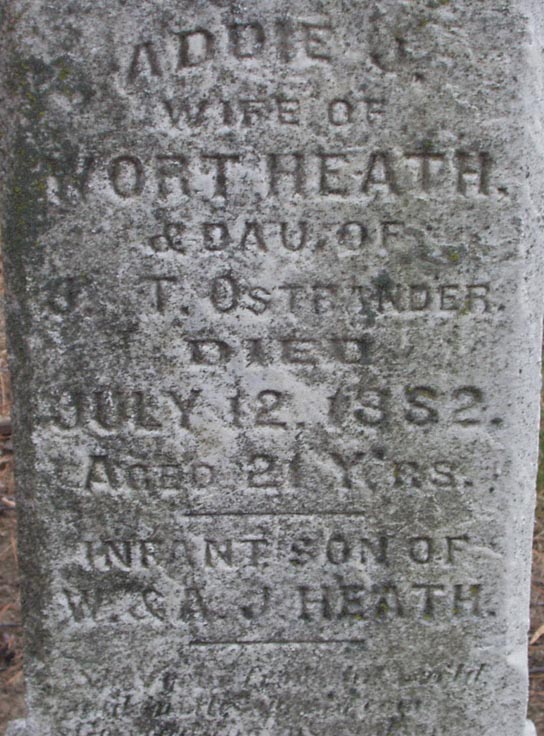 ADDIE J.
WIFE OF
WORT HEATH.
& DAU. OF
J. T. OSTRANDER.
DIED
JULY 12, 1882.
AGED 21 Y'RS.
INFANT SON OF
W. & A. J. HEATH.